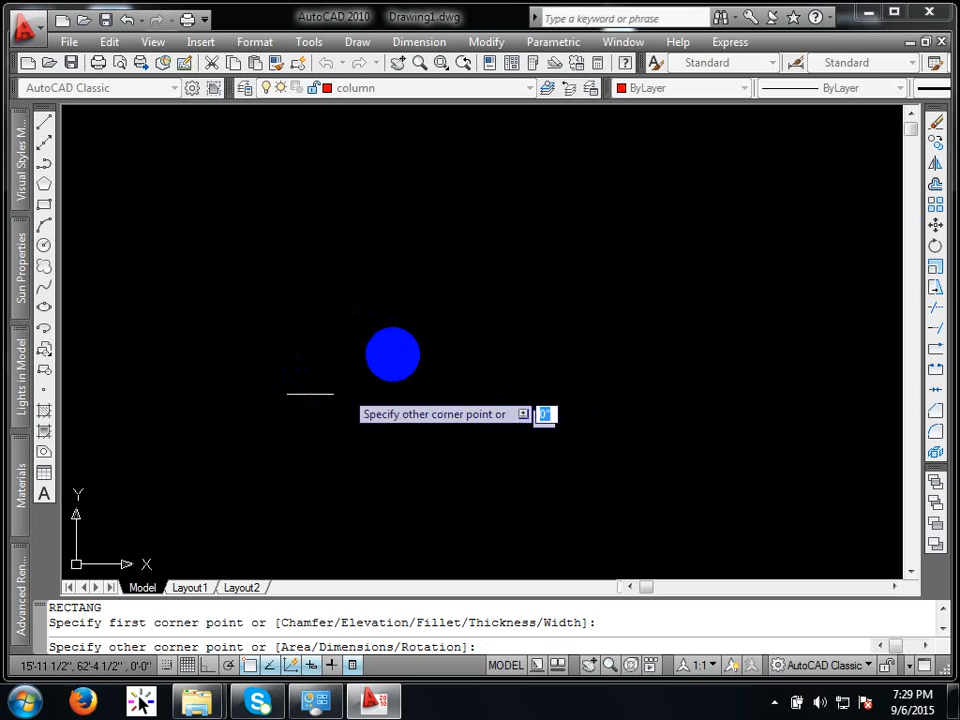 AutoCAD 2010 Drawing1.dwg Type a keyword or phrase
File Edit View Insert Format Tools Draw Dimension Modify Parametric Window Help Express
Standard Standard
AutoCAD Classic column ByLayer ByLayer
Visual Styles M...
Sun Properties
Lights in Model
Materials
Advanced Ren...
Specify other corner point or 0"
Y
X
Model Layout1 Layout2
RECTANG
Specify first corner point or [Chamfer/Elevation/Fillet/Thickness/Width]:
Specify other corner point or [Area/Dimensions/Rotation]:
15'-11 1/2", 62'-4 1/2", 0'-0" MODEL 1:1 AutoCAD Classic
7:29 PM
9/6/2015